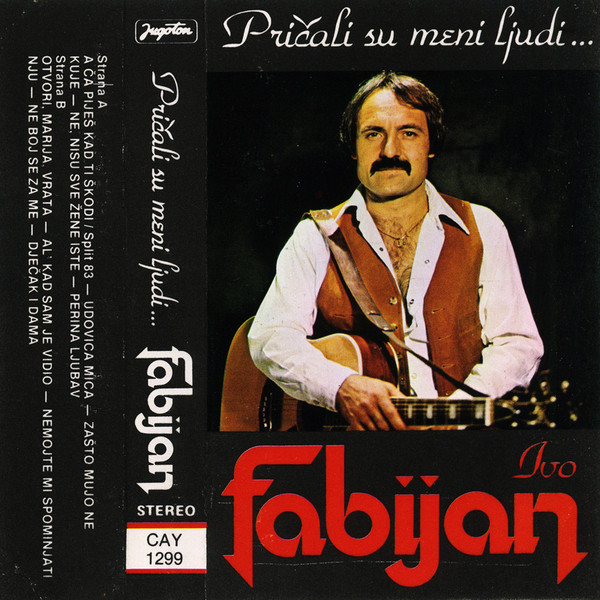 Strana A
A ČA PIJEŠ KAD TI ŠKODI / Split 83 — UDOVICA MICA — ZAŠTO MUJO NE
KUJE — NE, NISU SVE ŽENE ISTE — PERINA LJUBAV
Strana B
OTVORI, MARIJA, VRATA — AL' KAD SAM JE VIDIO — NEMOJTE MI SPOMINJATI
NJU — NE BOJ SE ZA ME — DJEČAK I DAMA
Jugoton
Pričali su meni ljudi...
fabijan
STEREO
CAY
1299
Pričali su meni ljudi...
Ivo
fabijan